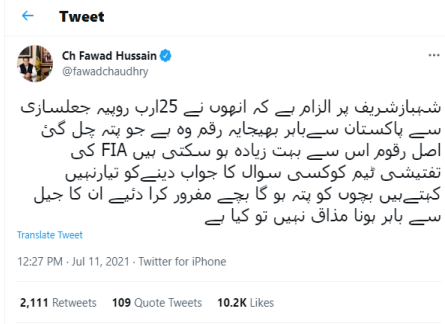 ← Tweet
Ch Fawad Hussain
@fawadchaudhry
شہبازشریف پر الزام ہے کہ انھوں نے 25ارب روپیہ جعلسازی
سے پاکستان سےباہر بھیجایہ رقم وہ ہے جو پتہ چل گئ
اصل رقوم اس سے بہت زیادہ ہو سکتی ہیں FIA کی
تفتیشی ٹیم کوکسی سوال کا جواب دینےکو تیارنہیں
کہتےہیں بچوں کو پتہ ہو گا بچے مفرور کرا دئیے ان کا جیل
سے باہر ہونا مذاق نہیں تو کیا ہے
Translate Tweet
12:27 PM · Jul 11, 2021 · Twitter for iPhone
2,111 Retweets 109 Quote Tweets 10.2K Likes